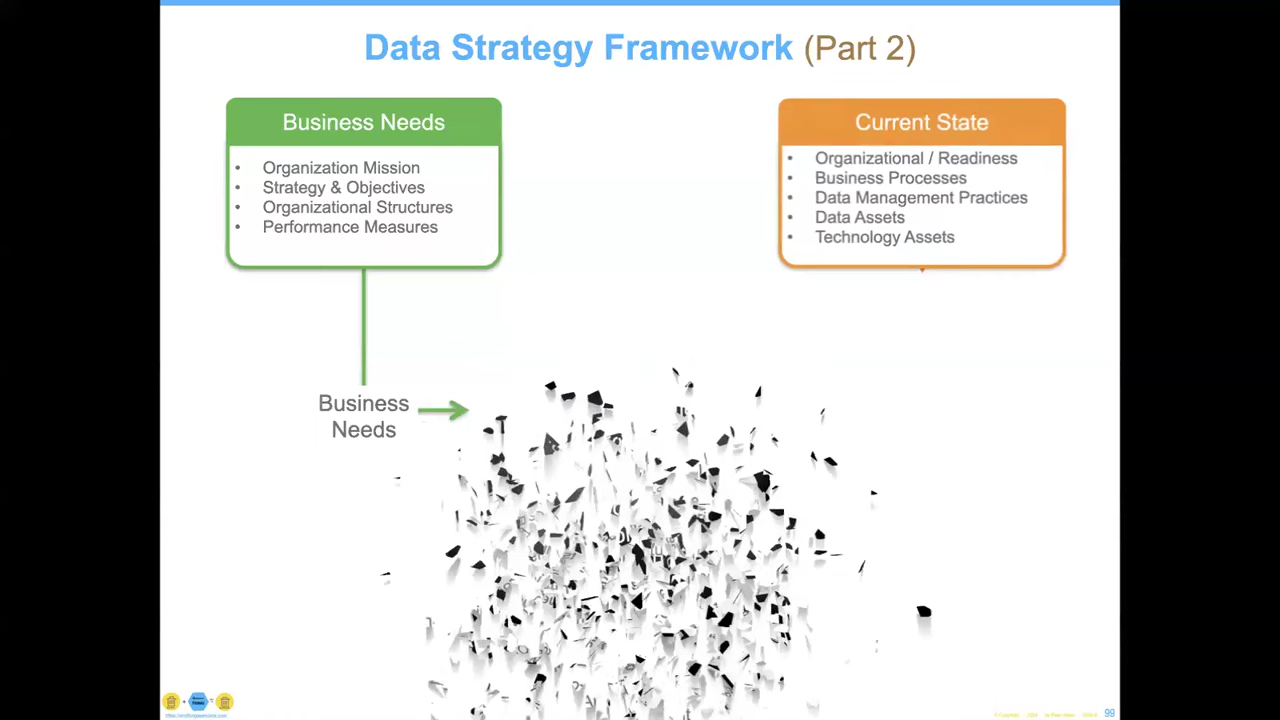 Data Strategy Framework (Part 2)
Business Needs
• Organization Mission
• Strategy & Objectives
• Organizational Structures
• Performance Measures
Current State
• Organizational / Readiness
• Business Processes
• Data Management Practices
• Data Assets
• Technology Assets
Business
Needs
99